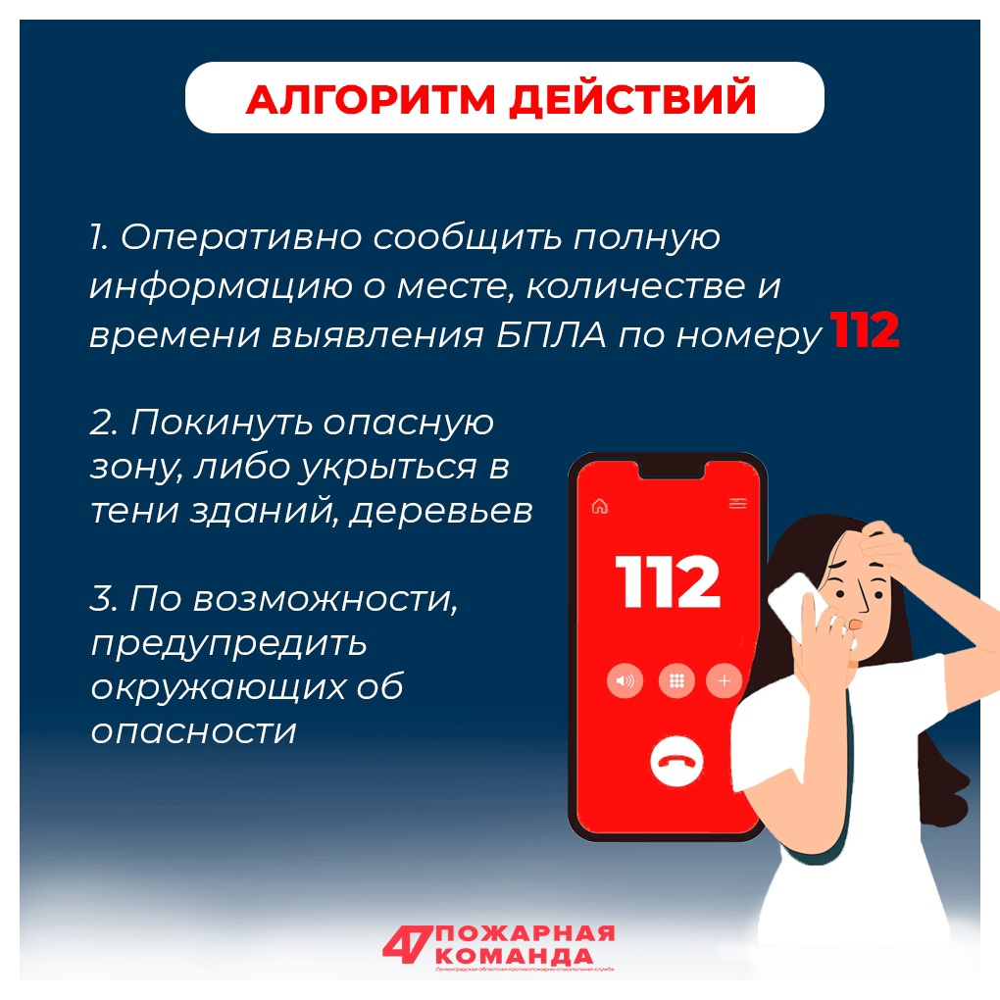 АЛГОРИТМ ДЕЙСТВИЙ
1. Оперативно сообщить полную
информацию о месте, количестве и
времени выявления БПЛА по номеру 112
2. Покинуть опасную
зону, либо укрыться в
тени зданий, деревьев
3. По возможности,
предупредить
окружающих об
опасности
112
47 ПОЖАРНАЯ
КОМАНДА
Ленинградская областная противопожарно-спасательная служба